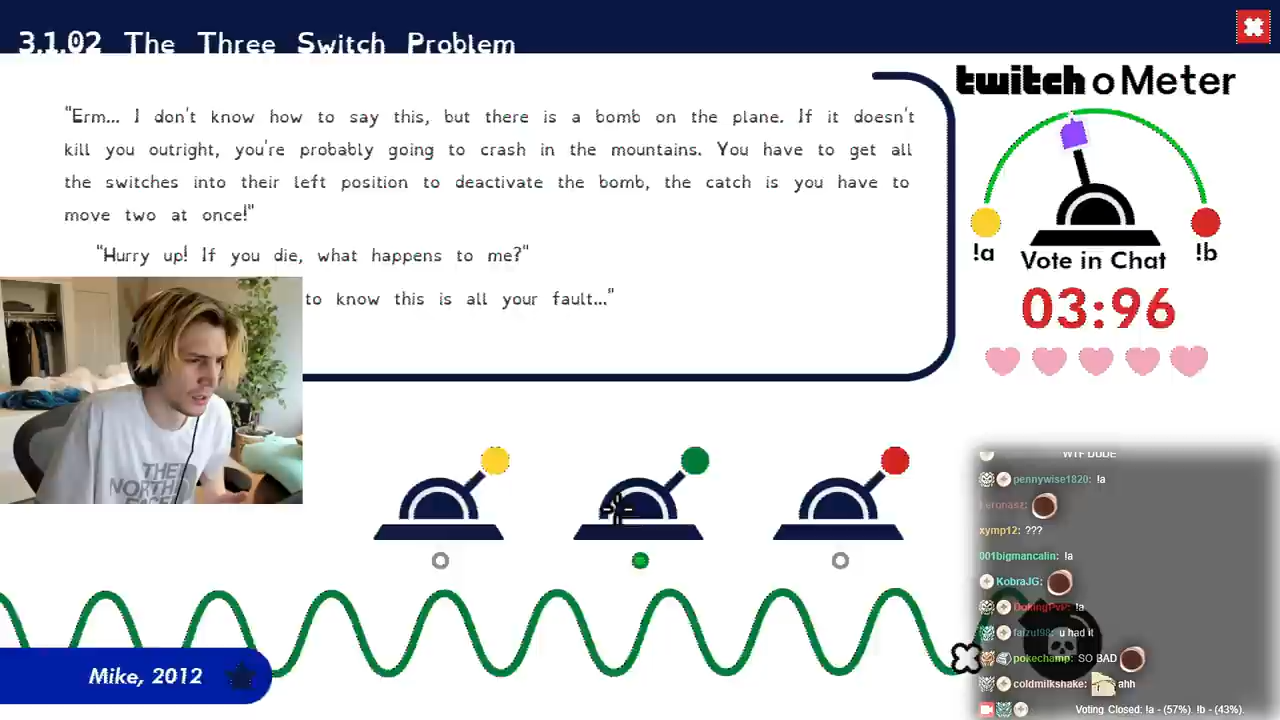 3.1.02 The Three Switch Problem
"Erm... I don't know how to say this, but there is a bomb on the plane. If it doesn't
kill you outright, you're probably going to crash in the mountains. You have to get all
the switches into their left position to deactivate the bomb, the catch is you have to
move two at once!"
"Hurry up! If you die, what happens to me?"
to know this is all your fault..."
twitch o Meter
!a
!b
Vote in Chat
03:96
THE
NORTH
FACE
Mike, 2012
WTF DUDE
pennywise1820: !a
xymp12: ???
001bigmancalin: !a
KobraJG:
DokingPvP: !a
faizul98: u had it
pokechamp: SO BAD
coldmilkshake: ahh
Voting Closed: !a - (57%). !b - (43%).